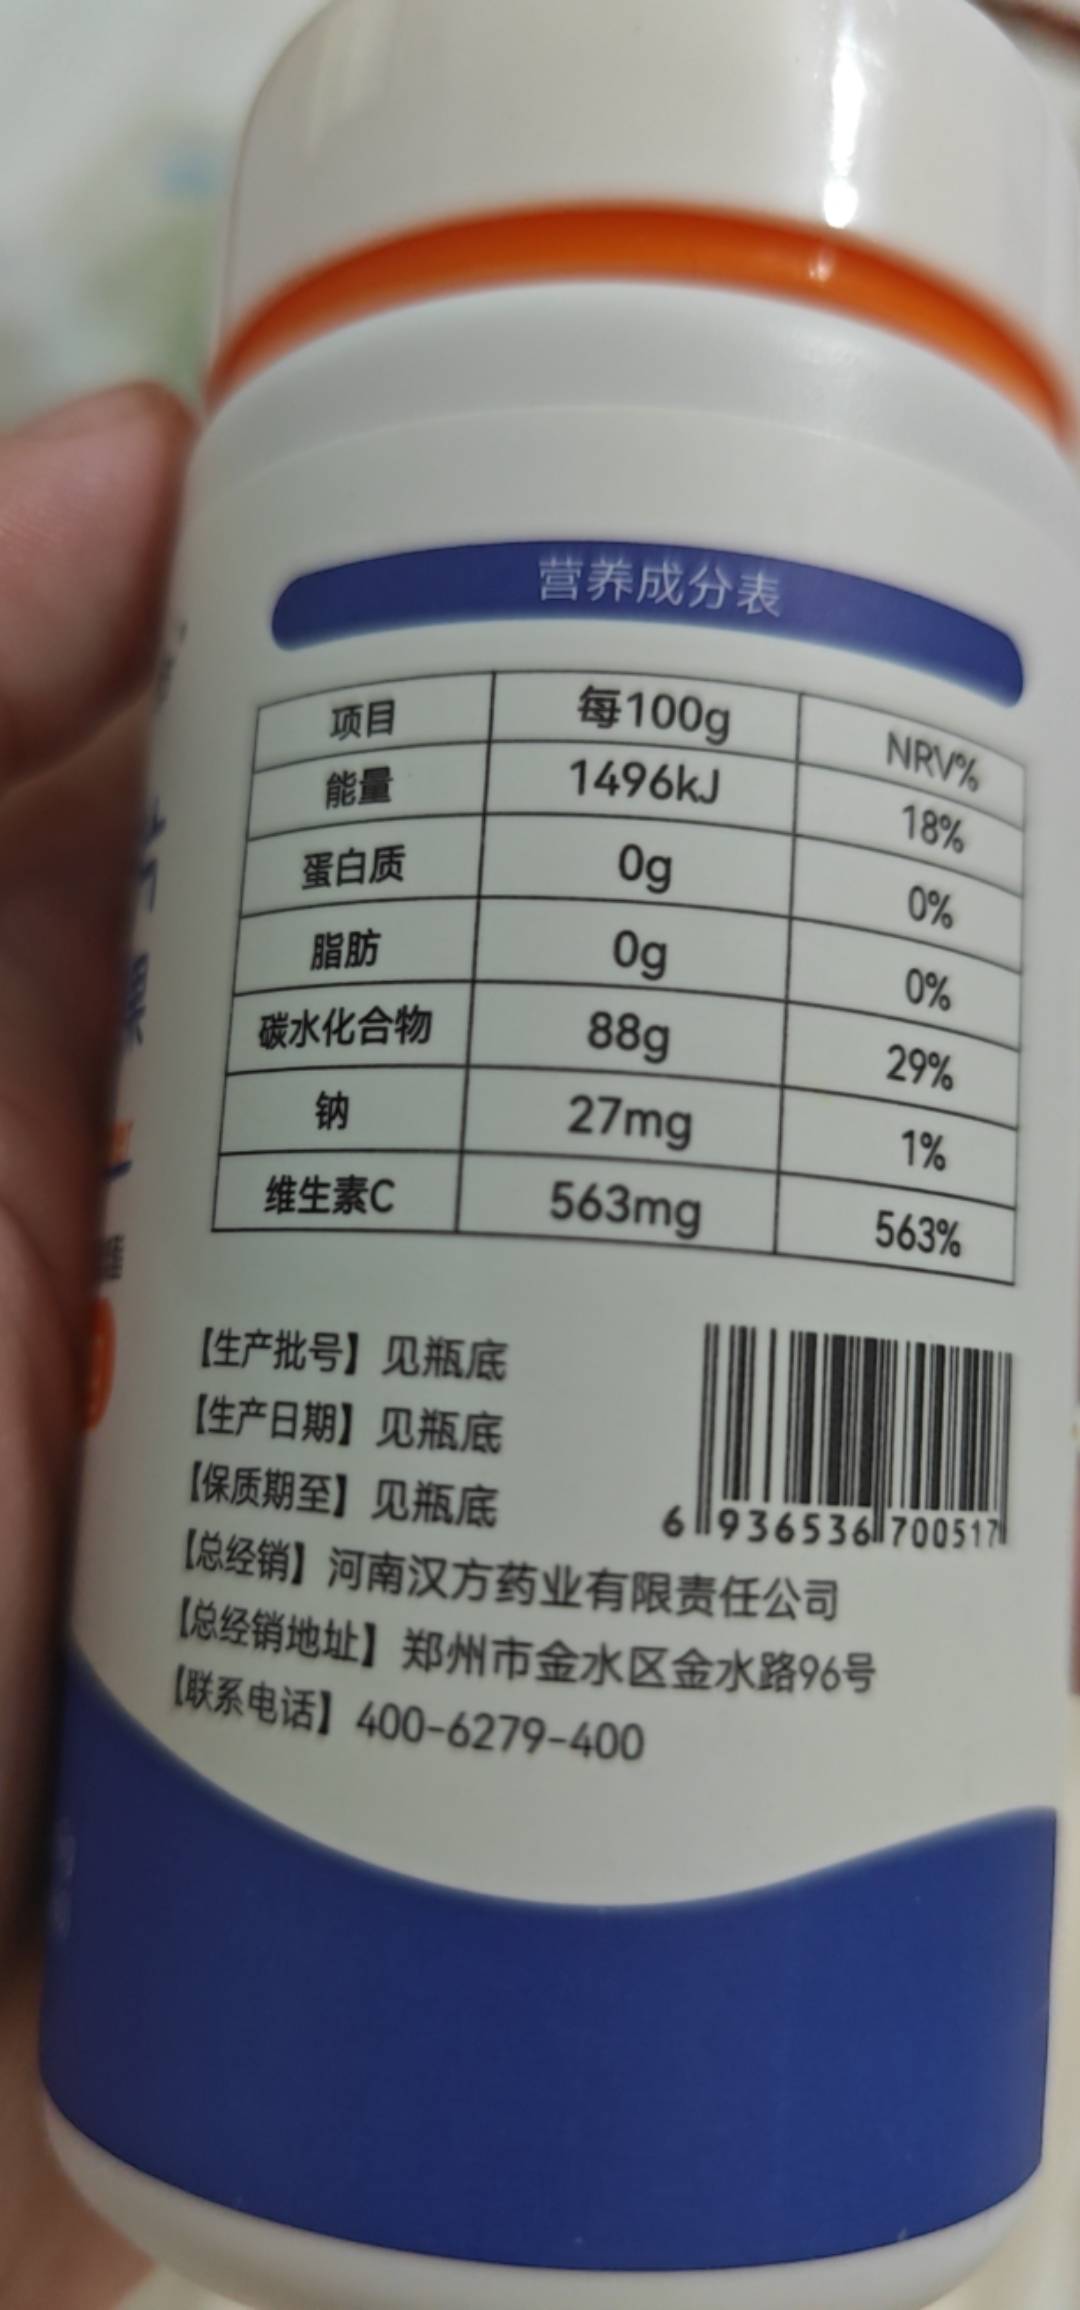 营养成分表
项目 每100g NRV%
能量 1496kJ 18%
蛋白质 0g 0%
脂肪 0g 0%
碳水化合物 88g 29%
钠 27mg 1%
维生素C 563mg 563%
【生产批号】见瓶底
【生产日期】见瓶底
【保质期至】见瓶底
6 936536 700517
【总经销】河南汉方药业有限责任公司
【总经销地址】郑州市金水区金水路96号
【联系电话】400-6279-400